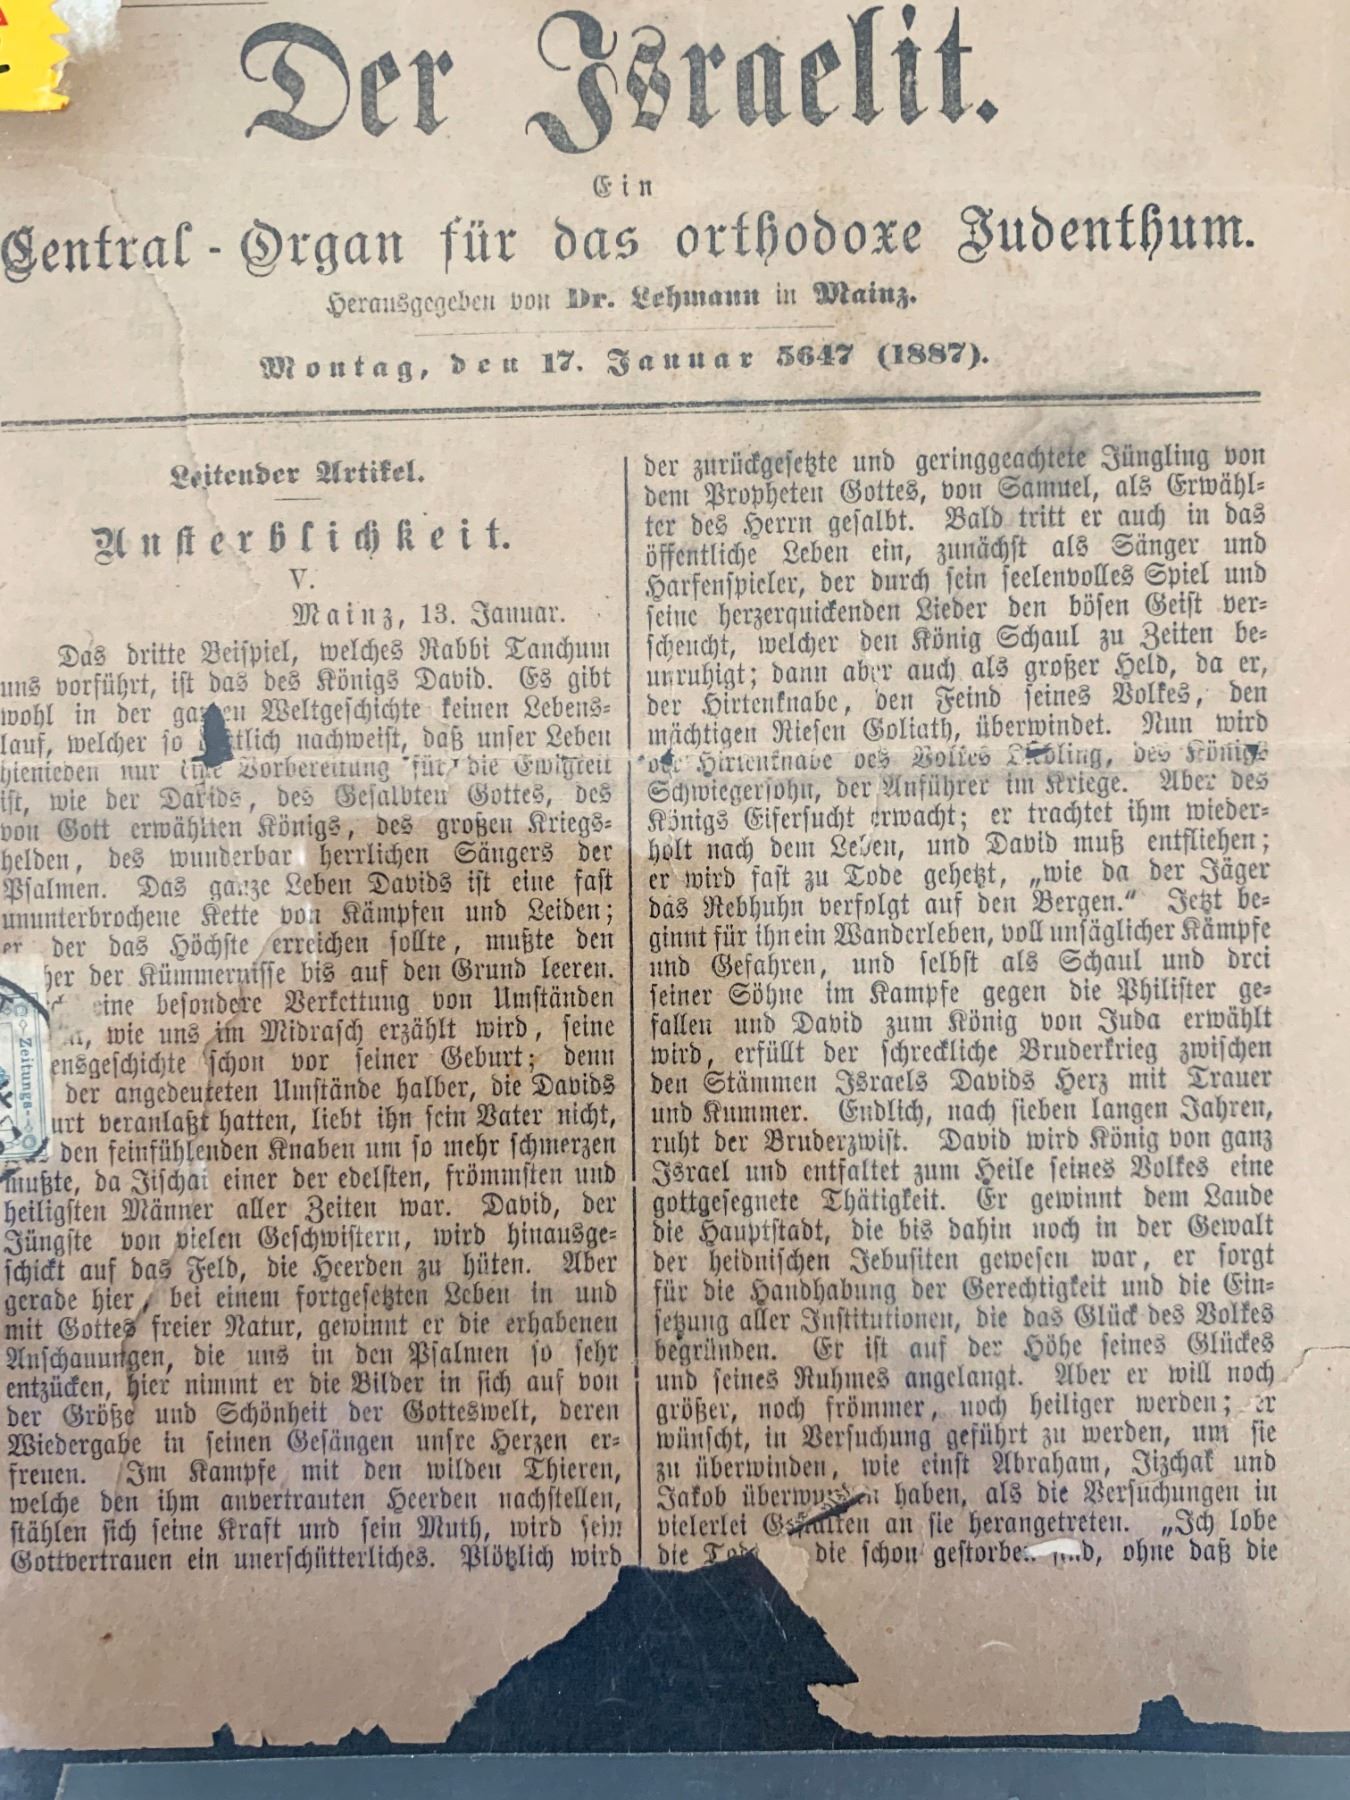 Der Israelit.
Ein
Central-Organ für das orthodoxe Judenthum.
Herausgegeben von Dr. Lehmann in Mainz.
Montag, den 17. Januar 5647 (1887).
Leitender Artikel.
Unsterblichkeit.
V.
Mainz, 13. Januar.
Das dritte Beispiel, welches Rabbi Tanchum
uns vorführt, ist das des Königs David. Es gibt
wohl in der ganzen Weltgeschichte keinen Lebens-
lauf, welcher so nachweist, daß unser Leben
hienieden nur eine Vorbereitung für die Ewigkeit
ist, wie der Davids, des Gesalbten Gottes, des
von Gott erwählten Königs, des großen Kriegs-
helden, des wunderbar herrlichen Sängers der
Psalmen. Das ganze Leben Davids ist eine fast
ununterbrochene Kette von Kämpfen und Leiden;
er der das Höchste erreichen sollte, mußte den
her der Kümmernisse bis auf den Grund leeren.
eine besondere Verkettung von Umständen
, wie uns im Midrasch erzählt wird, seine
ensgeschichte schon vor seiner Geburt; denn
der angedeuteten Umstände halber, die Davids
urt veranlaßt hatten, liebt ihn sein Vater nicht,
den feinfühlenden Knaben um so mehr schmerzen
mußte, da Jischai einer der edelsten, frömmsten und
heiligsten Männer aller Zeiten war. David, der
Jüngste von vielen Geschwistern, wird hinausge-
schickt auf das Feld, die Heerden zu hüten. Aber
gerade hier, bei einem fortgesetzten Leben in und
mit Gottes freier Natur, gewinnt er die erhabenen
Anschauungen, die uns in den Psalmen so sehr
entzücken, hier nimmt er die Bilder in sich auf von
der Größe und Schönheit der Gotteswelt, deren
Wiedergabe in seinen Gesängen unsre Herzen er-
freuen. Im Kampfe mit den wilden Thieren,
welche den ihm anvertrauten Heerden nachstellen,
stählen sich seine Kraft und sein Muth, wird sein
Gottvertrauen ein unerschütterliches. Plötzlich wird
der zurückgesetzte und geringgeachtete Jüngling von
dem Propheten Gottes, von Samuel, als Erwähl-
ter des Herrn gesalbt. Bald tritt er auch in das
öffentliche Leben ein, zunächst als Sänger und
Harfenspieler, der durch sein seelenvolles Spiel und
seine herzerquickenden Lieder den bösen Geist ver-
scheucht, welcher den König Schaul zu Zeiten be-
unruhigt; dann aber auch als großer Held, da er,
der Hirtenknabe, den Feind seines Volkes, den
mächtigen Riesen Goliath, überwindet. Nun wird
der Hirtenknabe des Volkes Liebling, des Königs
Schwiegersohn, der Anführer im Kriege. Aber des
Königs Eifersucht erwacht; er trachtet ihm wieder-
holt nach dem Leben, und David muß entfliehen;
er wird fast zu Tode gehetzt, „wie da der Jäger
das Rebhuhn verfolgt auf den Bergen.“ Jetzt be-
ginnt für ihn ein Wanderleben, voll unsäglicher Kämpfe
und Gefahren, und selbst als Schaul und drei
seiner Söhne im Kampfe gegen die Philister ge-
fallen und David zum König von Juda erwählt
wird, erfüllt der schreckliche Bruderkrieg zwischen
den Stämmen Israels Davids Herz mit Trauer
und Kummer. Endlich, nach sieben langen Jahren,
ruht der Bruderzwist. David wird König von ganz
Israel und entfaltet zum Heile seines Volkes eine
gottgesegnete Thätigkeit. Er gewinnt dem Lande
die Hauptstadt, die bis dahin noch in der Gewalt
der heidnischen Jebusiten gewesen war, er sorgt
für die Handhabung der Gerechtigkeit und die Ein-
setzung aller Institutionen, die das Glück des Volkes
begründen. Er ist auf der Höhe seines Glückes
und seines Ruhmes angelangt. Aber er will noch
größer, noch frömmer, noch heiliger werden; er
wünscht, in Versuchung geführt zu werden, um sie
zu überwinden, wie einst Abraham, Jizchak und
Jakob überwunden haben, als die Versuchungen in
vielerlei Gestalten an sie herangetreten. „Ich lobe
die die schon gestorben sind, ohne daß die
Zeitungs-